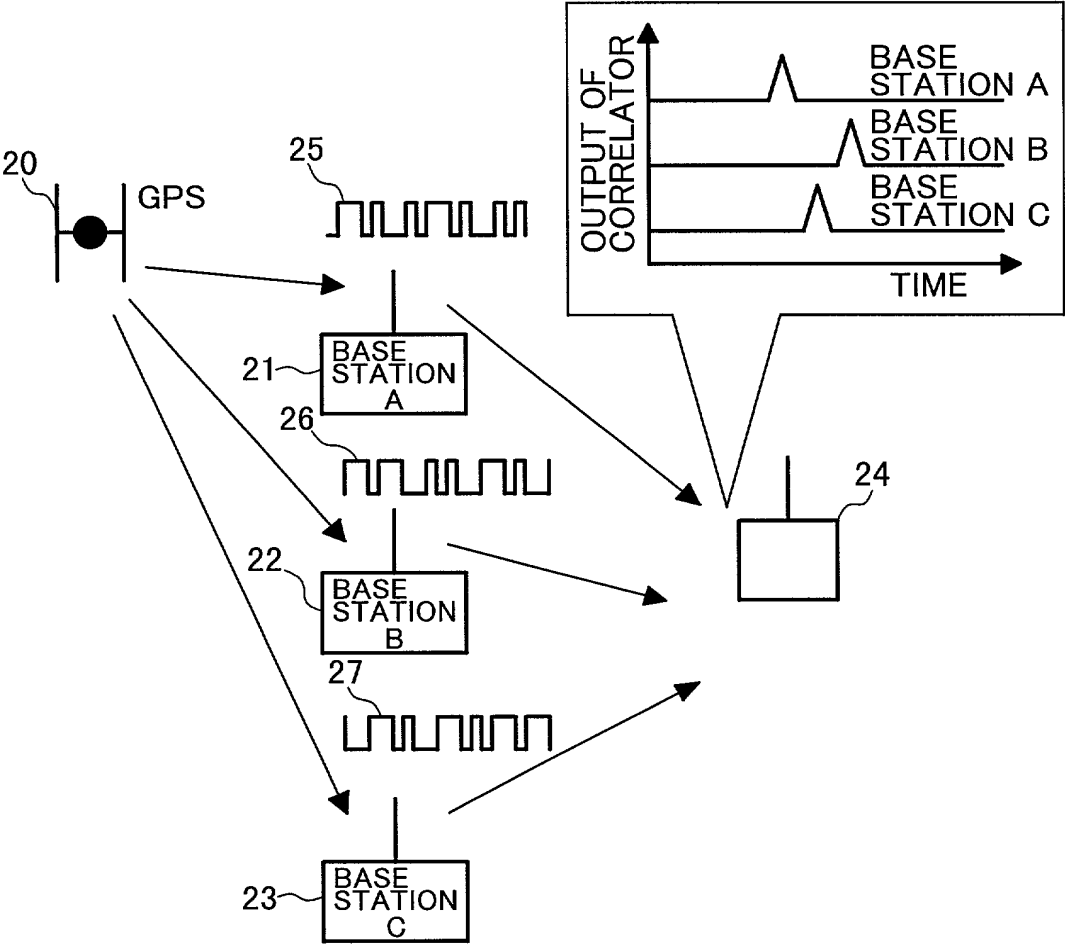 20
GPS
25
21
BASE
STATION
A
26
22
BASE
STATION
B
27
23
BASE
STATION
C
24
OUTPUT OF
CORRELATOR
BASE
STATION A
BASE
STATION B
BASE
STATION C
TIME